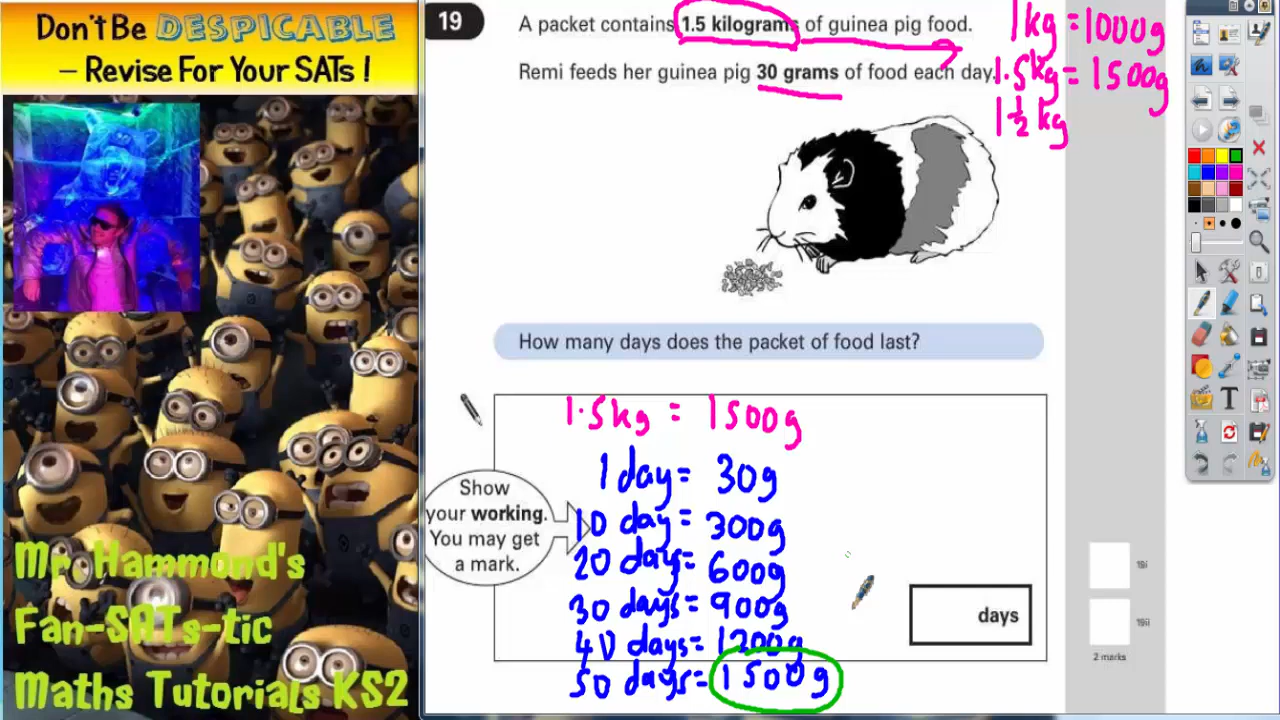 Don't Be DESPICABLE
– Revise For Your SATs !
Mr. Hammond's
Fan-SATs-tic
Maths Tutorials KS2
19
A packet contains 1.5 kilograms of guinea pig food.
Remi feeds her guinea pig 30 grams of food each day.
1kg = 1000g
1.5kg = 1500g
1½ kg
How many days does the packet of food last?
Show
your working.
You may get
a mark.
1.5kg = 1500g
1 day = 30g
10 day = 300g
20 days = 600g
30 days = 900g
40 days = 1200g
50 days = 1500g
days
19i
19ii
2 marks